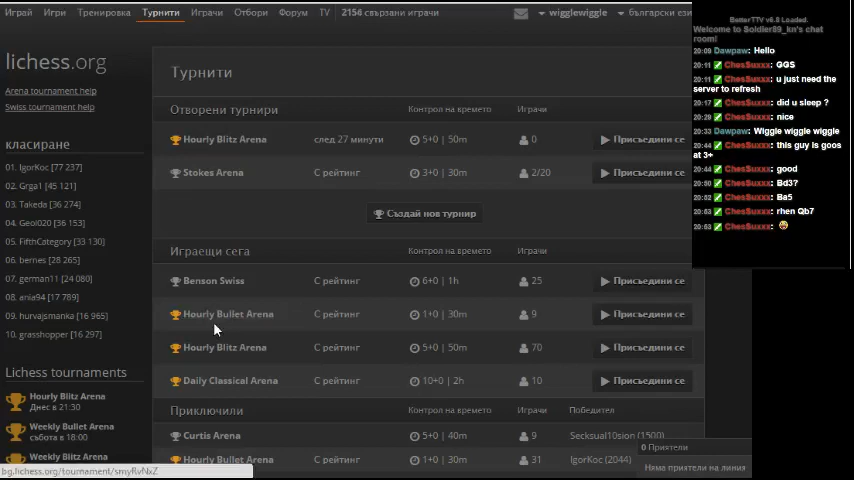 Играй Игри Тренировка Турнити Играчи Отбори Форум TV 2156 свързани играчи wigglewiggle български ези
lichess.org
Arena tournament help
Swiss tournament help
класиране
01. IgorKoc [77 237]
02. Grga1 [45 121]
03. Takeda [36 274]
04. Geol020 [36 153]
05. FifthCategory [33 130]
06. bernes [28 265]
07. german11 [24 080]
08. ania94 [17 789]
09. hurvajsmanka [16 965]
10. grasshopper [16 297]
Lichess tournaments
Hourly Blitz Arena
Днес в 21:30
Weekly Bullet Arena
събота в 18:00
Weekly Blitz Arena
Турнити
Отворени турнири Контрол на времето Играчи
Hourly Blitz Arena след 27 минути 5+0 | 50m 0 Присъедини се
Stokes Arena С рейтинг 3+0 | 30m 2/20 Присъедини се
Създай нов турнир
Играещи сега Контрол на времето Играчи
Benson Swiss С рейтинг 6+0 | 1h 25 Присъедини се
Hourly Bullet Arena С рейтинг 1+0 | 30m 9 Присъедини се
Hourly Blitz Arena С рейтинг 5+0 | 50m 70 Присъедини се
Daily Classical Arena С рейтинг 10+0 | 2h 10 Присъедини се
Приключили Контрол на времето Играчи Победител
Curtis Arena С рейтинг 5+0 | 40m 9 Secksual10sion (1500)
Hourly Bullet Arena С рейтинг 1+0 | 30m 31 IgorKoc (2044)
0 Приятели
Няма приятели на линия
bg.lichess.org/tournament/smyRvNxZ
BetterTTV v6.8 Loaded.
Welcome to Soldier89_kn's chat
room!
20:09 Dawpaw: Hello
20:11 ChesSuxxx: GGS
20:11 ChesSuxxx: u just need the
server to refresh
20:17 ChesSuxxx: did u sleep ?
20:29 ChesSuxxx: nice
20:33 Dawpaw: Wiggle wiggle wiggle
20:44 ChesSuxxx: this guy is goos
at 3+
20:44 ChesSuxxx: good
20:50 ChesSuxxx: Bd3?
20:52 ChesSuxxx: Ba5
20:53 ChesSuxxx: rhen Qb7
20:53 ChesSuxxx: